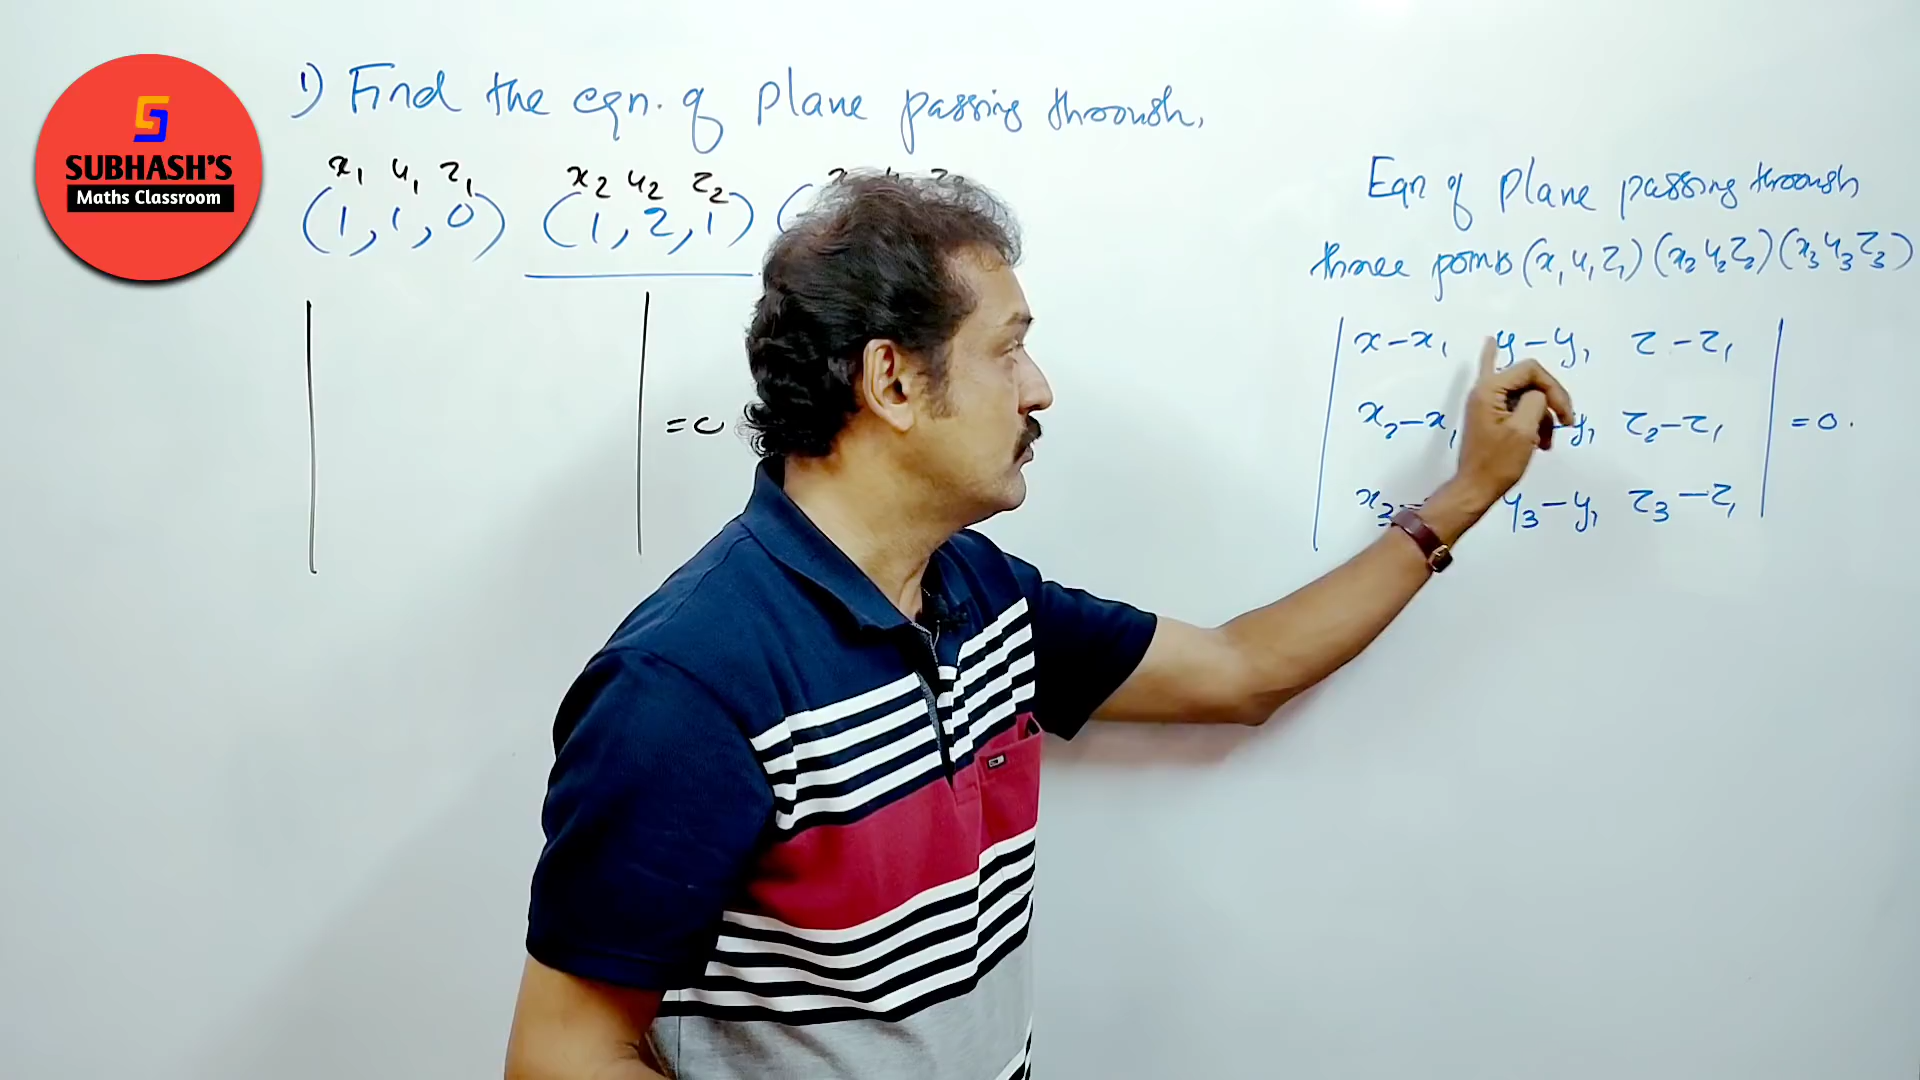 SUBHASH'S
Maths Classroom
1) Find the eqn. of plane passing through,
x₁ y₁ z₁ x₂ y₂ z₂
(1, 1, 0) (1, 2, 1) (
= 0
Eqn of plane passing through
three points (x₁ y₁ z₁) (x₂ y₂ z₂) (x₃ y₃ z₃)
| x-x₁ y-y₁ z-z₁ |
x₂-x₁ -y₁ z₂-z₁ = 0.
x₃- y₃-y₁ z₃-z₁